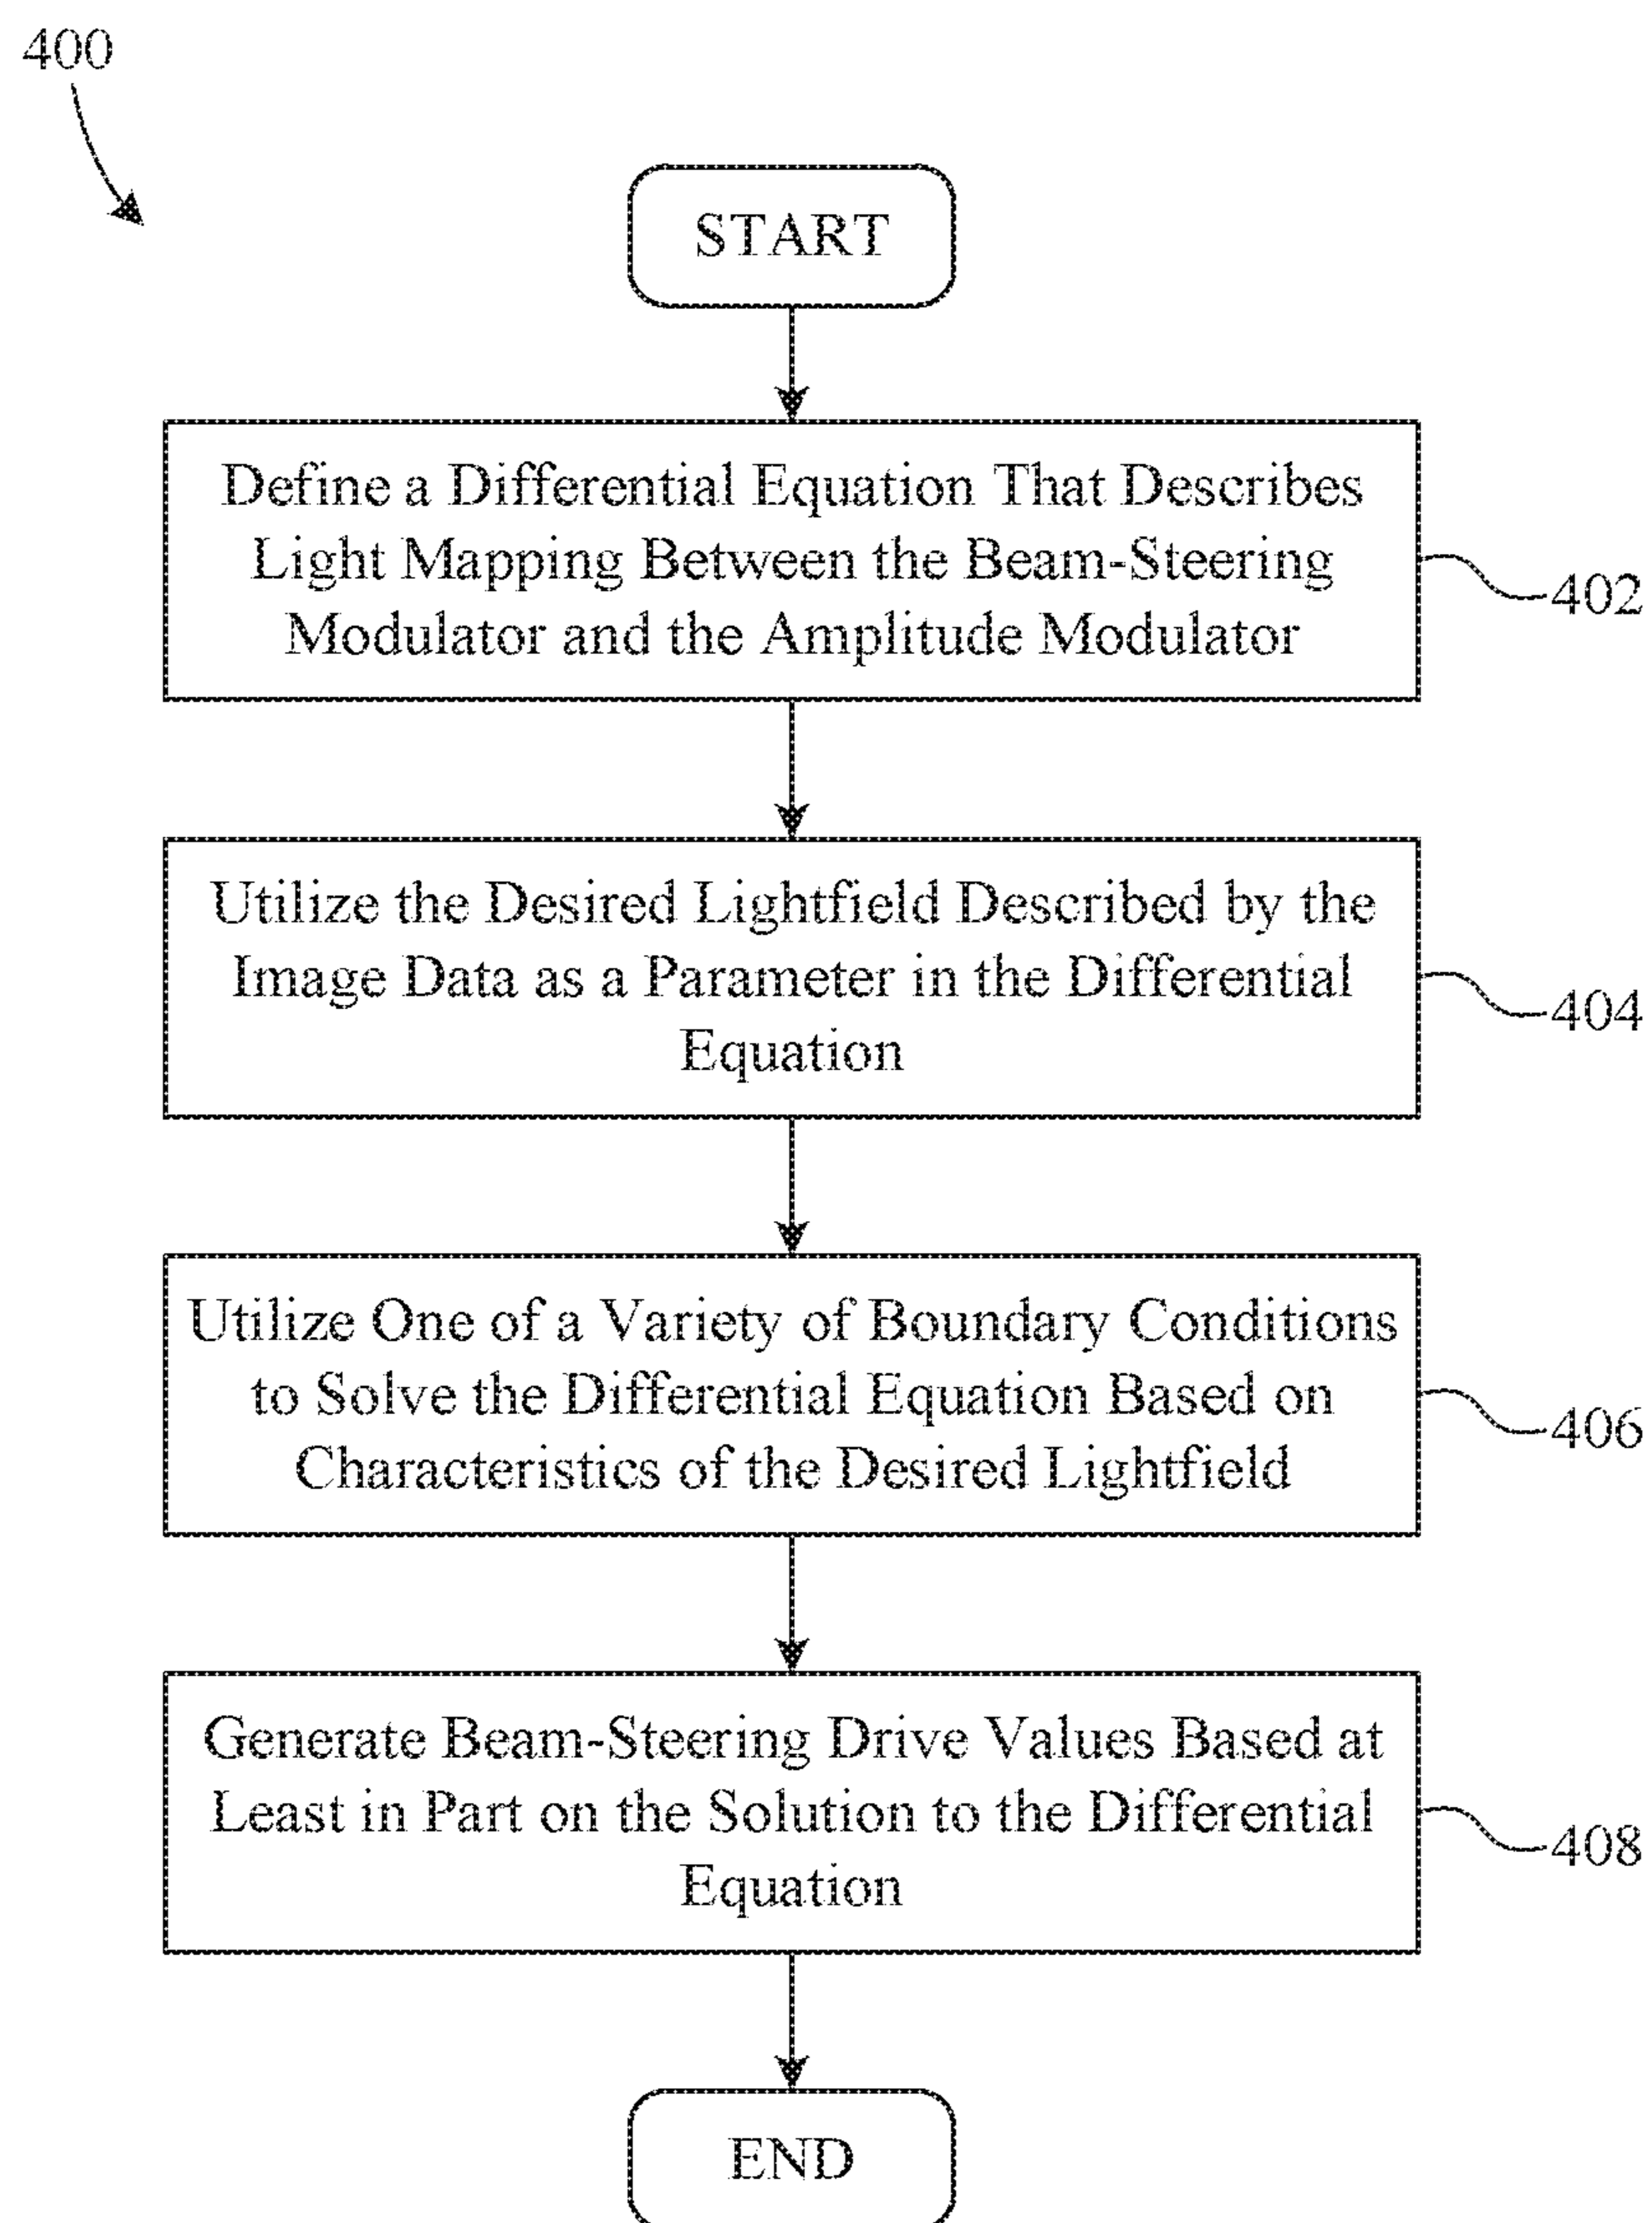 400
START
Define a Differential Equation That Describes
Light Mapping Between the Beam-Steering
Modulator and the Amplitude Modulator
402
Utilize the Desired Lightfield Described by the
Image Data as a Parameter in the Differential
Equation
404
Utilize One of a Variety of Boundary Conditions
to Solve the Differential Equation Based on
Characteristics of the Desired Lightfield
406
Generate Beam-Steering Drive Values Based at
Least in Part on the Solution to the Differential
Equation
408
END